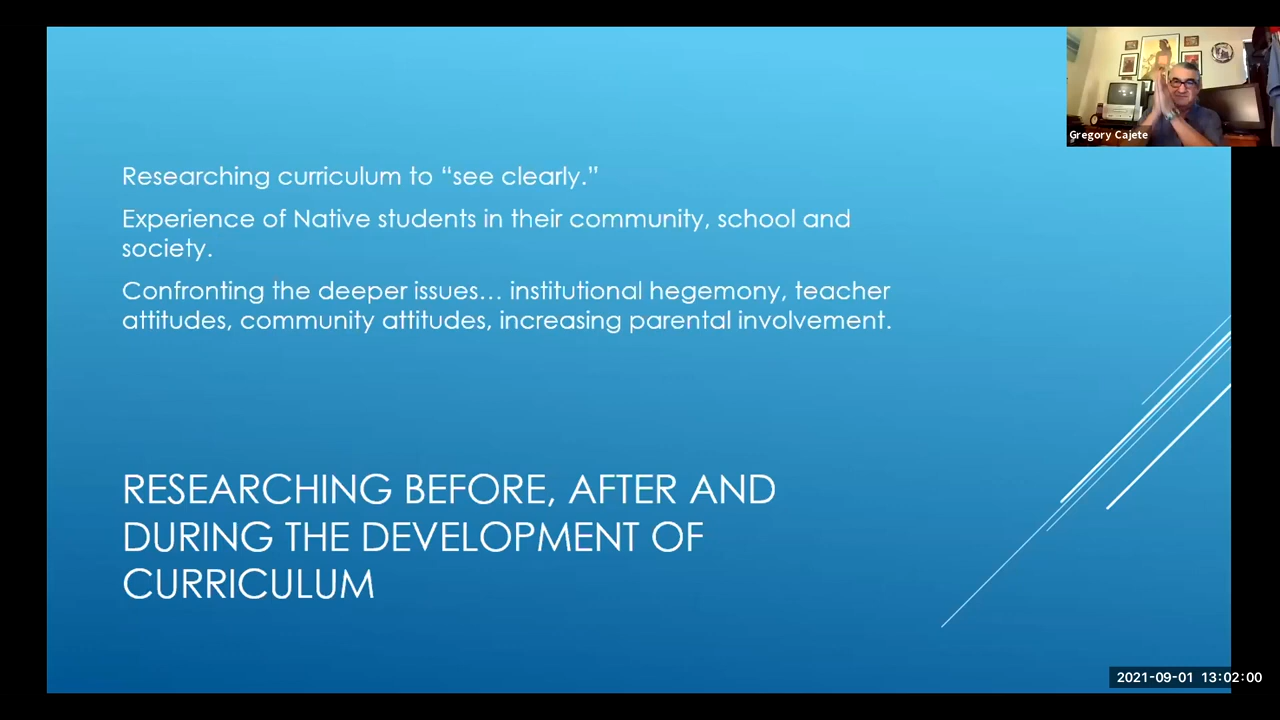 Gregory Cajete
Researching curriculum to “see clearly.”
Experience of Native students in their community, school and
society.
Confronting the deeper issues… institutional hegemony, teacher
attitudes, community attitudes, increasing parental involvement.
RESEARCHING BEFORE, AFTER AND
DURING THE DEVELOPMENT OF
CURRICULUM
2021-09-01 13:02:00